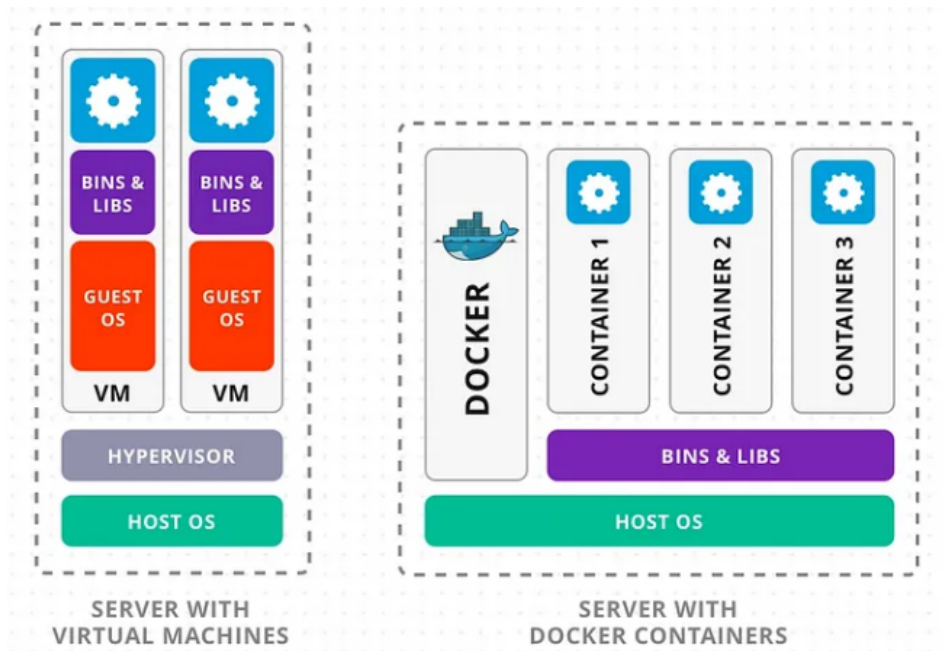 BINS &
LIBS
BINS &
LIBS
GUEST
OS
GUEST
OS
VM
VM
HYPERVISOR
HOST OS
SERVER WITH
VIRTUAL MACHINES
DOCKER
CONTAINER 1
CONTAINER 2
CONTAINER 3
BINS & LIBS
HOST OS
SERVER WITH
DOCKER CONTAINERS